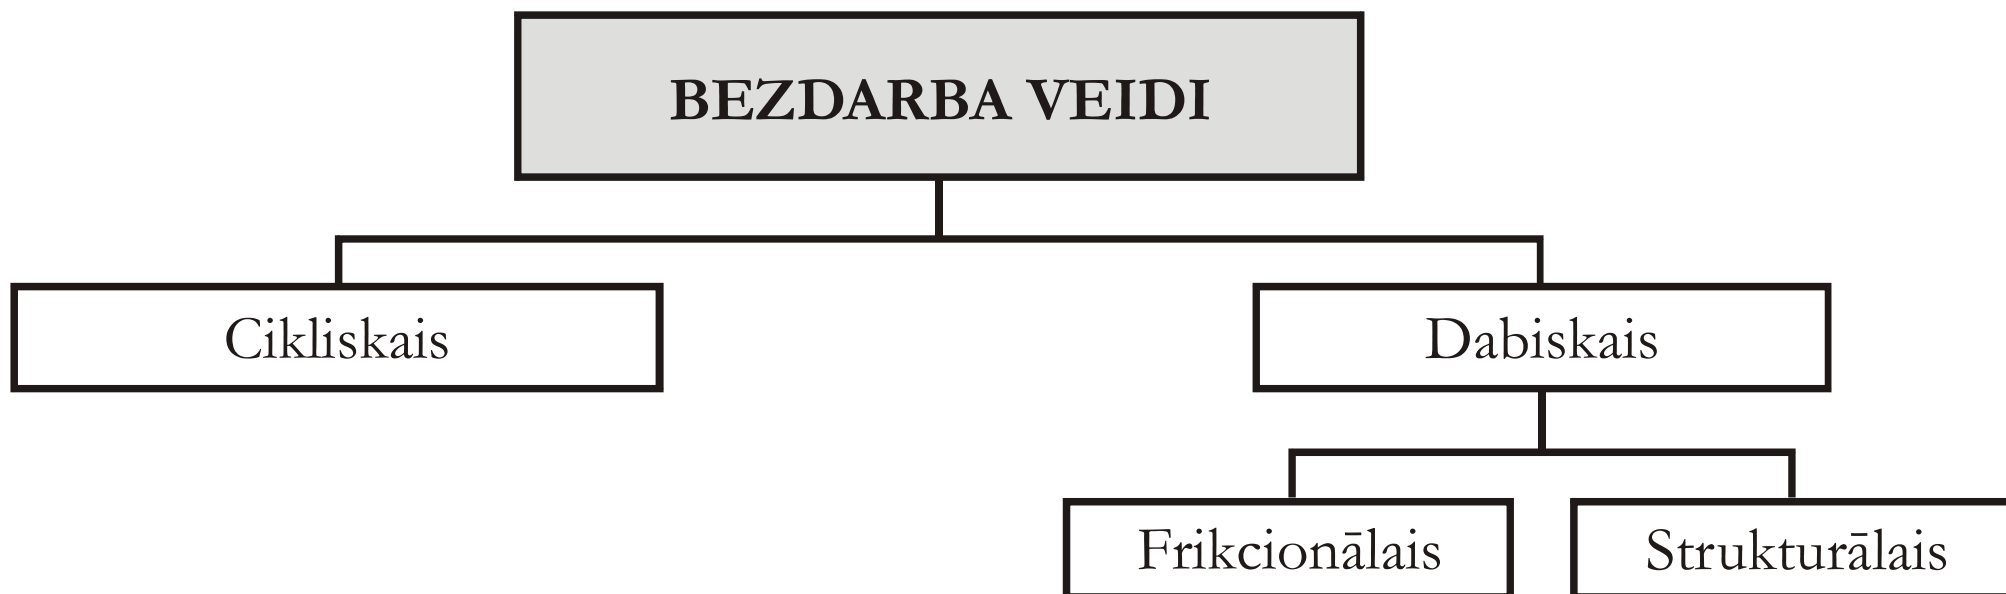 BEZDARBA VEIDI
Cikliskais
Dabiskais
Frikcionālais
Strukturālais